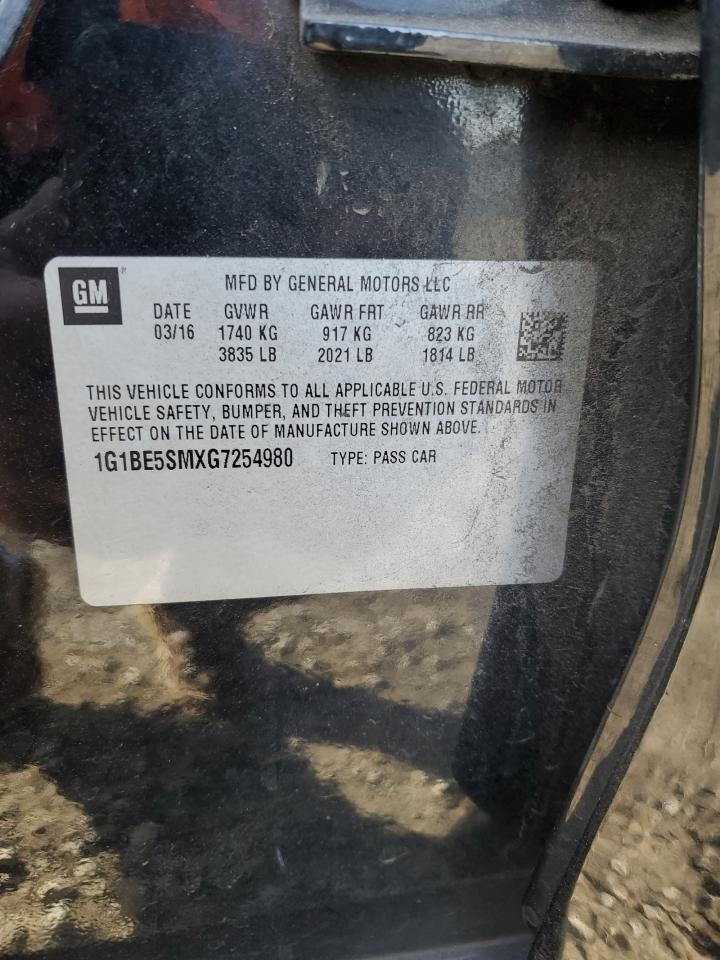 GM
MFD BY GENERAL MOTORS LLC
DATE GVWR GAWR FRT GAWR RR
03/16 1740 KG 917 KG 823 KG
3835 LB 2021 LB 1814 LB
THIS VEHICLE CONFORMS TO ALL APPLICABLE U.S. FEDERAL MOTOR
VEHICLE SAFETY, BUMPER, AND THEFT PREVENTION STANDARDS IN
EFFECT ON THE DATE OF MANUFACTURE SHOWN ABOVE.
1G1BE5SMXG7254980 TYPE: PASS CAR